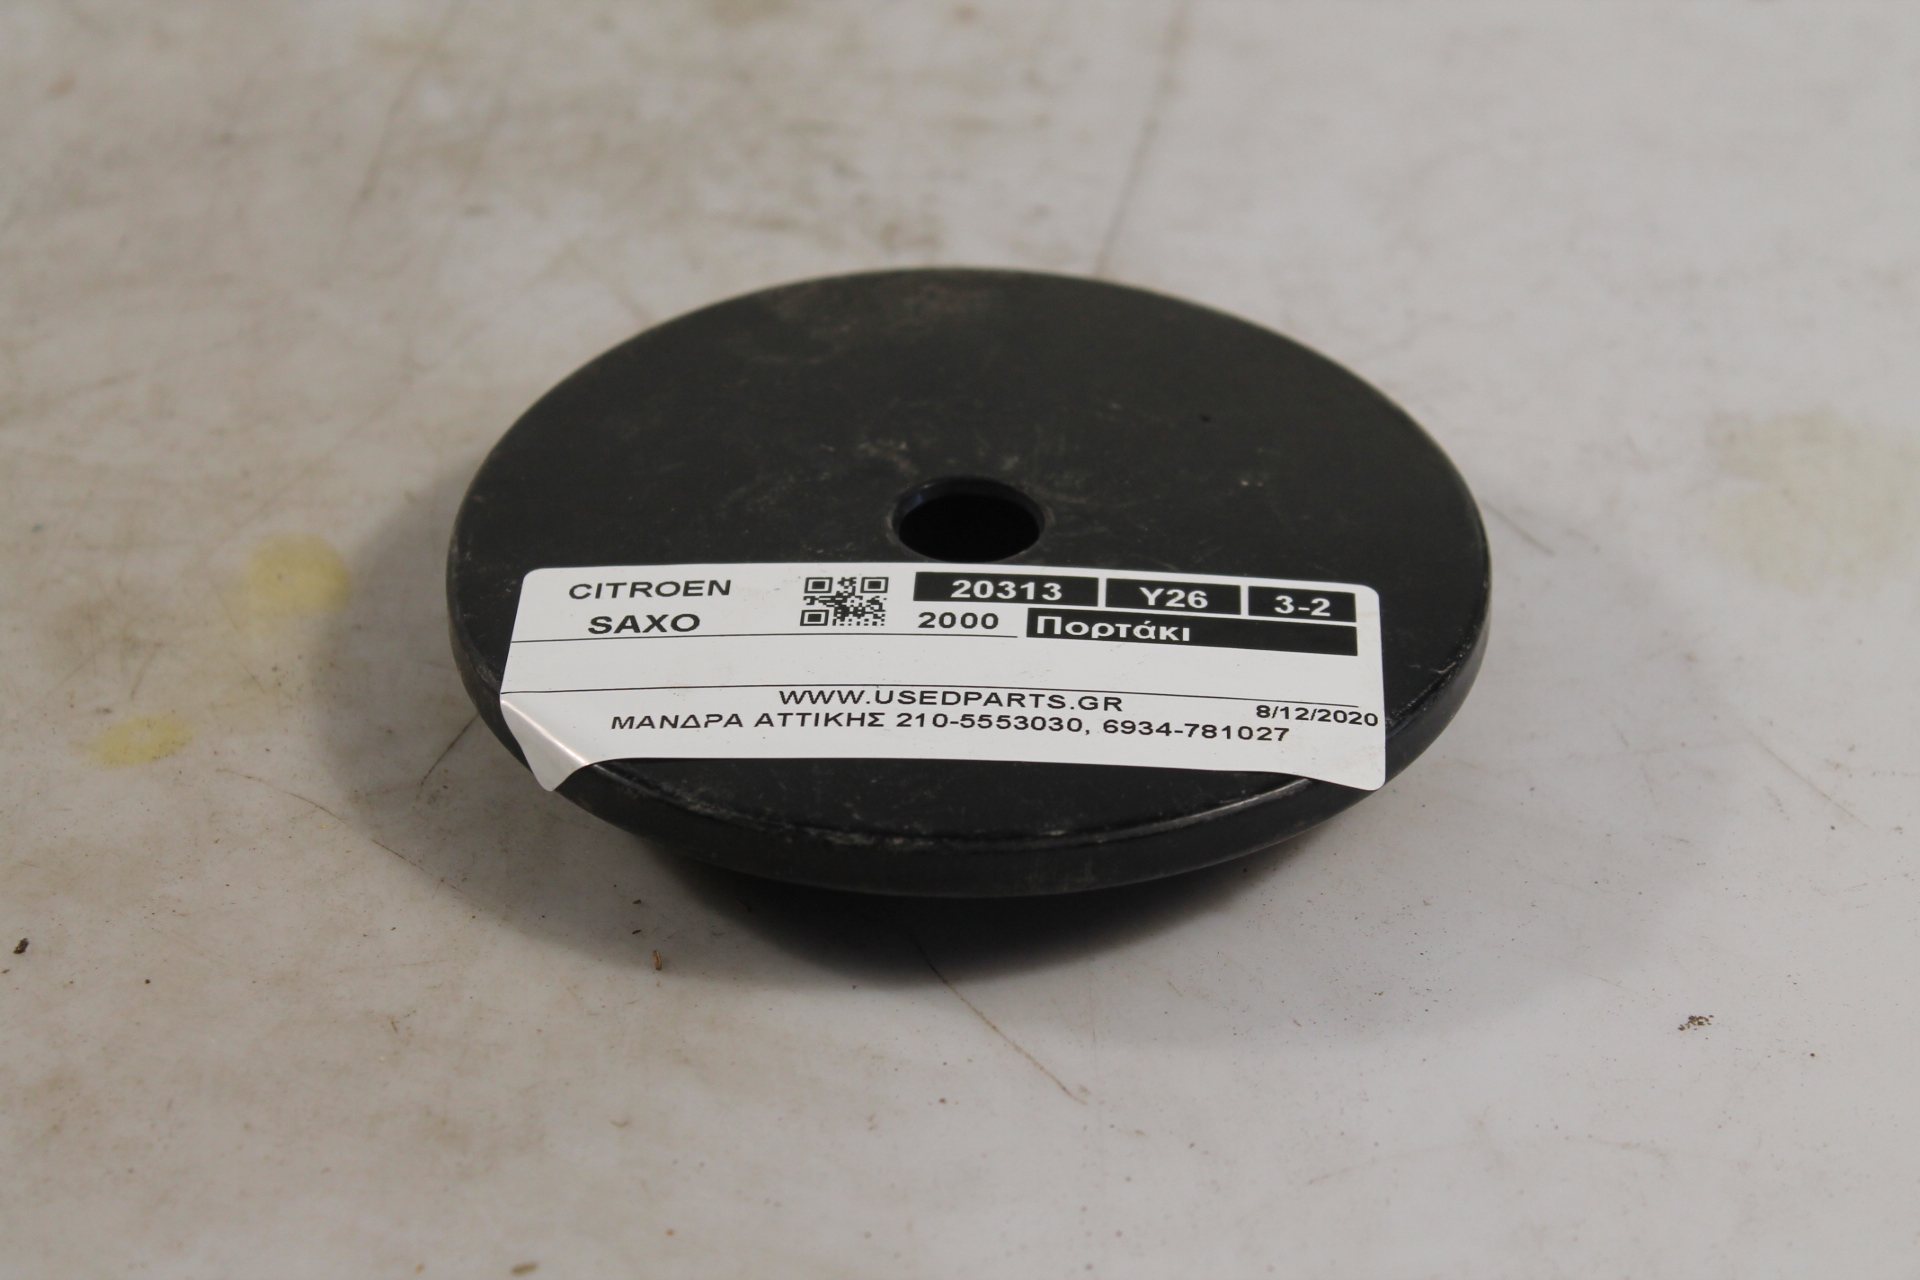 CITROEN
SAXO
20313 Y26 3-2
2000 Πορτάκι
WWW.USEDPARTS.GR
8/12/2020
ΜΑΝΔΡΑ ΑΤΤΙΚΗΣ 210-5553030, 6934-781027